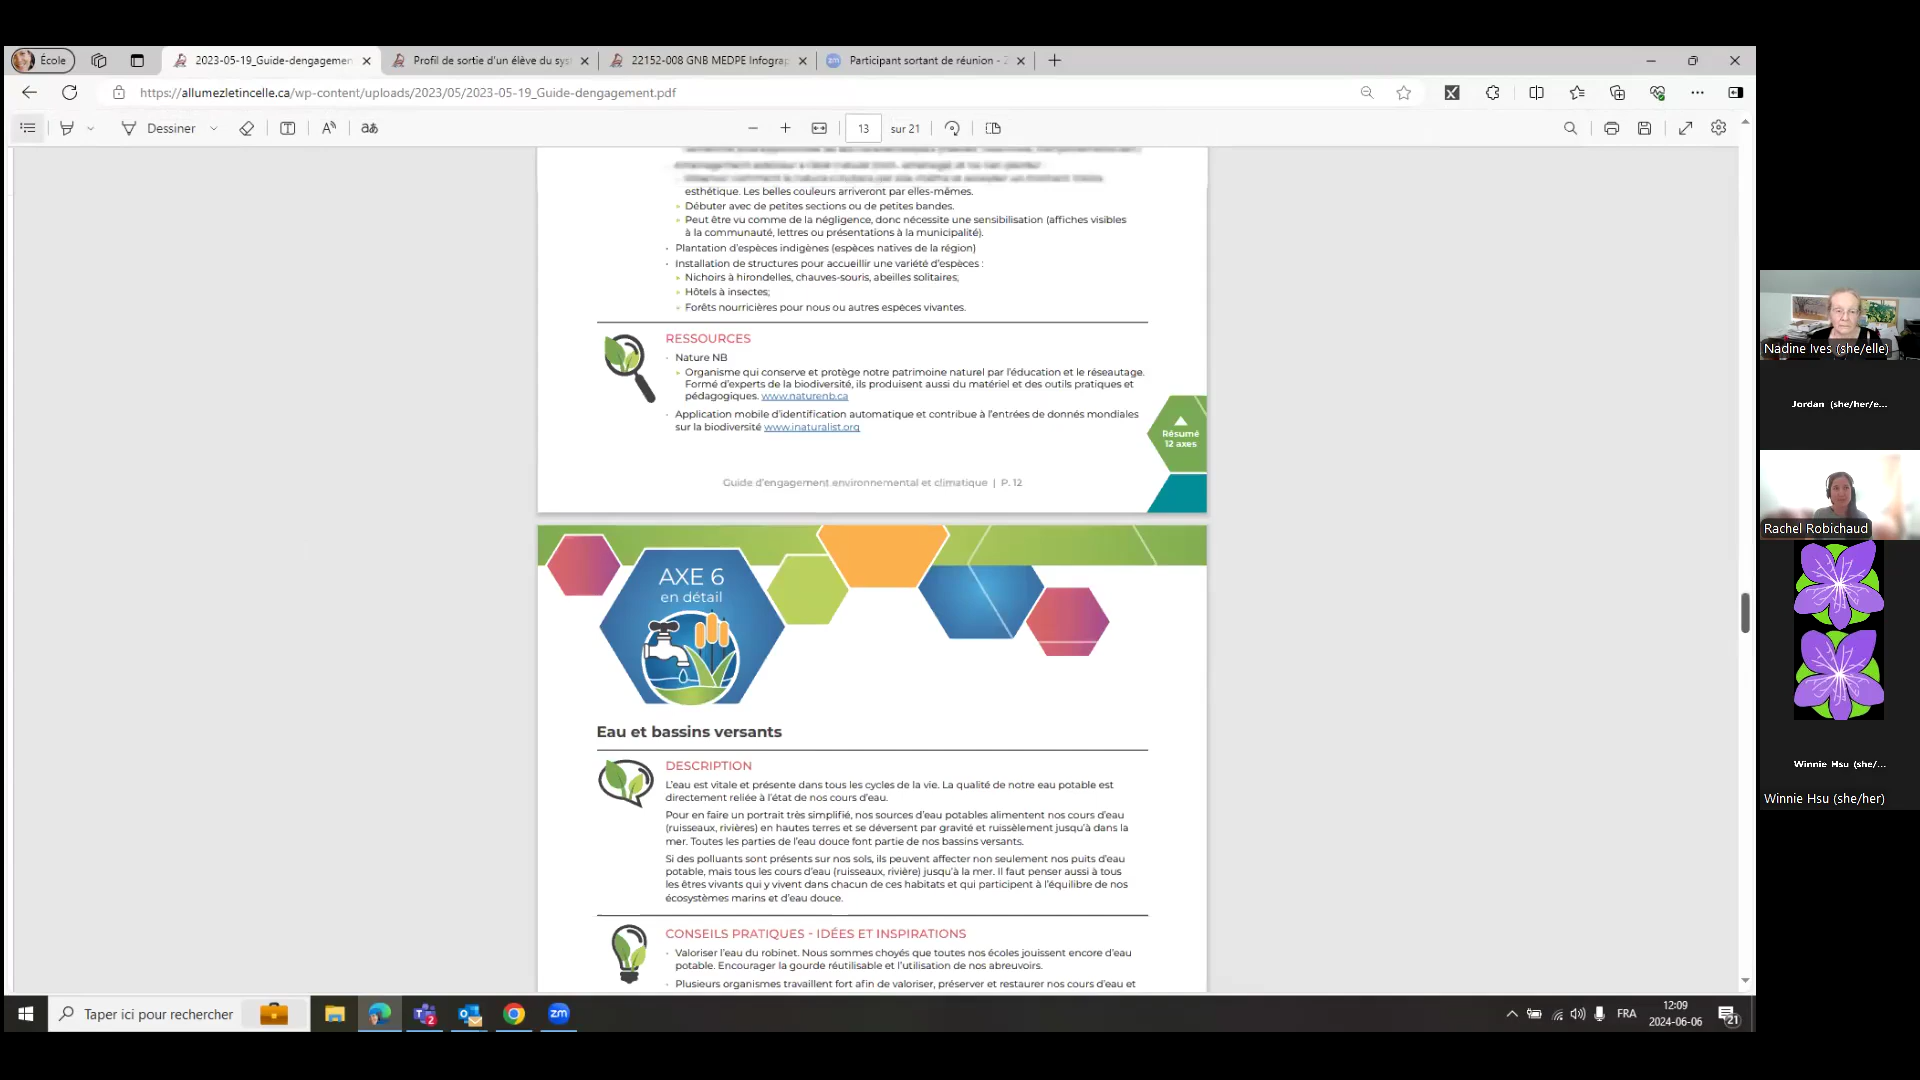 École
2023-05-19_Guide-dengagemen
Profil de sortie d'un élève du sys
22152-008 GNB MEDPE Infograp
Participant sortant de réunion - Z
https://allumezletincelle.ca/wp-content/uploads/2023/05/2023-05-19_Guide-dengagement.pdf
Dessiner
13
sur 21
esthétique. Les belles couleurs arriveront par elles-mêmes.
Débuter avec de petites sections ou de petites bandes.
Peut être vu comme de la négligence, donc nécessite une sensibilisation (affiches visibles
à la communauté, lettres ou présentations à la municipalité).
· Plantation d'espèces indigènes (espèces natives de la région)
· Installation de structures pour accueillir une variété d'espèces :
Nichoirs à hirondelles, chauves-souris, abeilles solitaires;
Hôtels à insectes;
Forêts nourricières pour nous ou autres espèces vivantes.
RESSOURCES
· Nature NB
Organisme qui conserve et protège notre patrimoine naturel par l'éducation et le réseautage.
Formé d'experts de la biodiversité, ils produisent aussi du matériel et des outils pratiques et
pédagogiques. www.naturenb.ca
· Application mobile d'identification automatique et contribue à l'entrées de donnés mondiales
sur la biodiversité www.inaturalist.org
Résumé
12 axes
Guide d'engagement environnemental et climatique | P. 12
AXE 6
en détail
Eau et bassins versants
DESCRIPTION
L'eau est vitale et présente dans tous les cycles de la vie. La qualité de notre eau potable est
directement reliée à l'état de nos cours d'eau.
Pour en faire un portrait très simplifié, nos sources d'eau potables alimentent nos cours d'eau
(ruisseaux, rivières) en hautes terres et se déversent par gravité et ruissèlement jusqu'à dans la
mer. Toutes les parties de l'eau douce font partie de nos bassins versants.
Si des polluants sont présents sur nos sols, ils peuvent affecter non seulement nos puits d'eau
potable, mais tous les cours d'eau (ruisseaux, rivière) jusqu'à la mer. Il faut penser aussi à tous
les êtres vivants qui y vivent dans chacun de ces habitats et qui participent à l'équilibre de nos
écosystèmes marins et d'eau douce.
CONSEILS PRATIQUES - IDÉES ET INSPIRATIONS
· Valoriser l'eau du robinet. Nous sommes choyés que toutes nos écoles jouissent encore d'eau
potable. Encourager la gourde réutilisable et l'utilisation de nos abreuvoirs.
· Plusieurs organismes travaillent fort afin de valoriser, préserver et restaurer nos cours d'eau et
Taper ici pour rechercher
2
zm
FRA
12:09
2024-06-06
21
Nadine Ives (she/elle)
Jordan (she/her/e...
Rachel Robichaud
Winnie Hsu (she/...
Winnie Hsu (she/her)